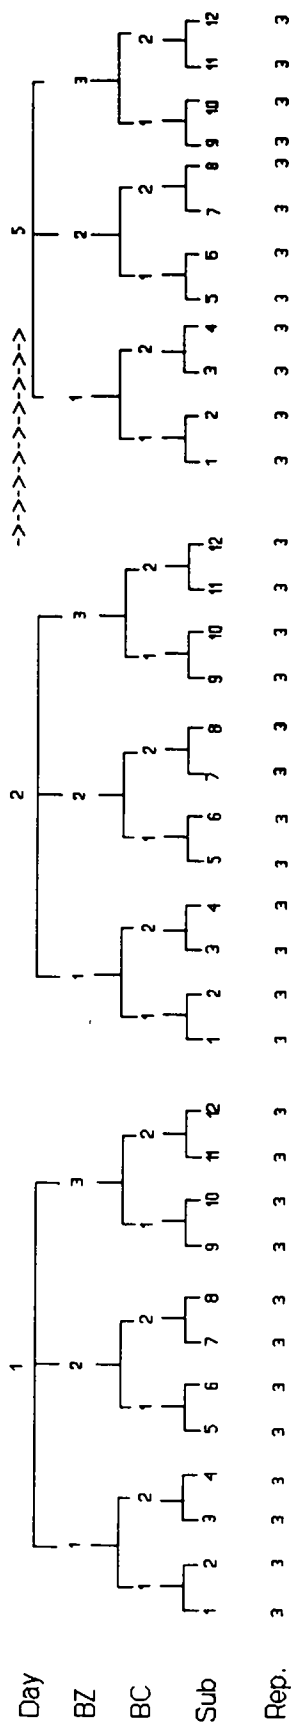 Day 1 2 ->->->->->->->->-> 5
BZ 1 2 3 1 2 3 1 2 3
BC 1 2 1 2 1 2 1 2 1 2 1 2 1 2 1 2 1 2
Sub 1 2 3 4 5 6 7 8 9 10 11 12 1 2 3 4 5 6 7 8 9 10 11 12 1 2 3 4 5 6 7 8 9 10 11 12
Rep. 3 3 3 3 3 3 3 3 3 3 3 3 3 3 3 3 3 3 3 3 3 3 3 3 3 3 3 3 3 3 3 3 3 3 3 3